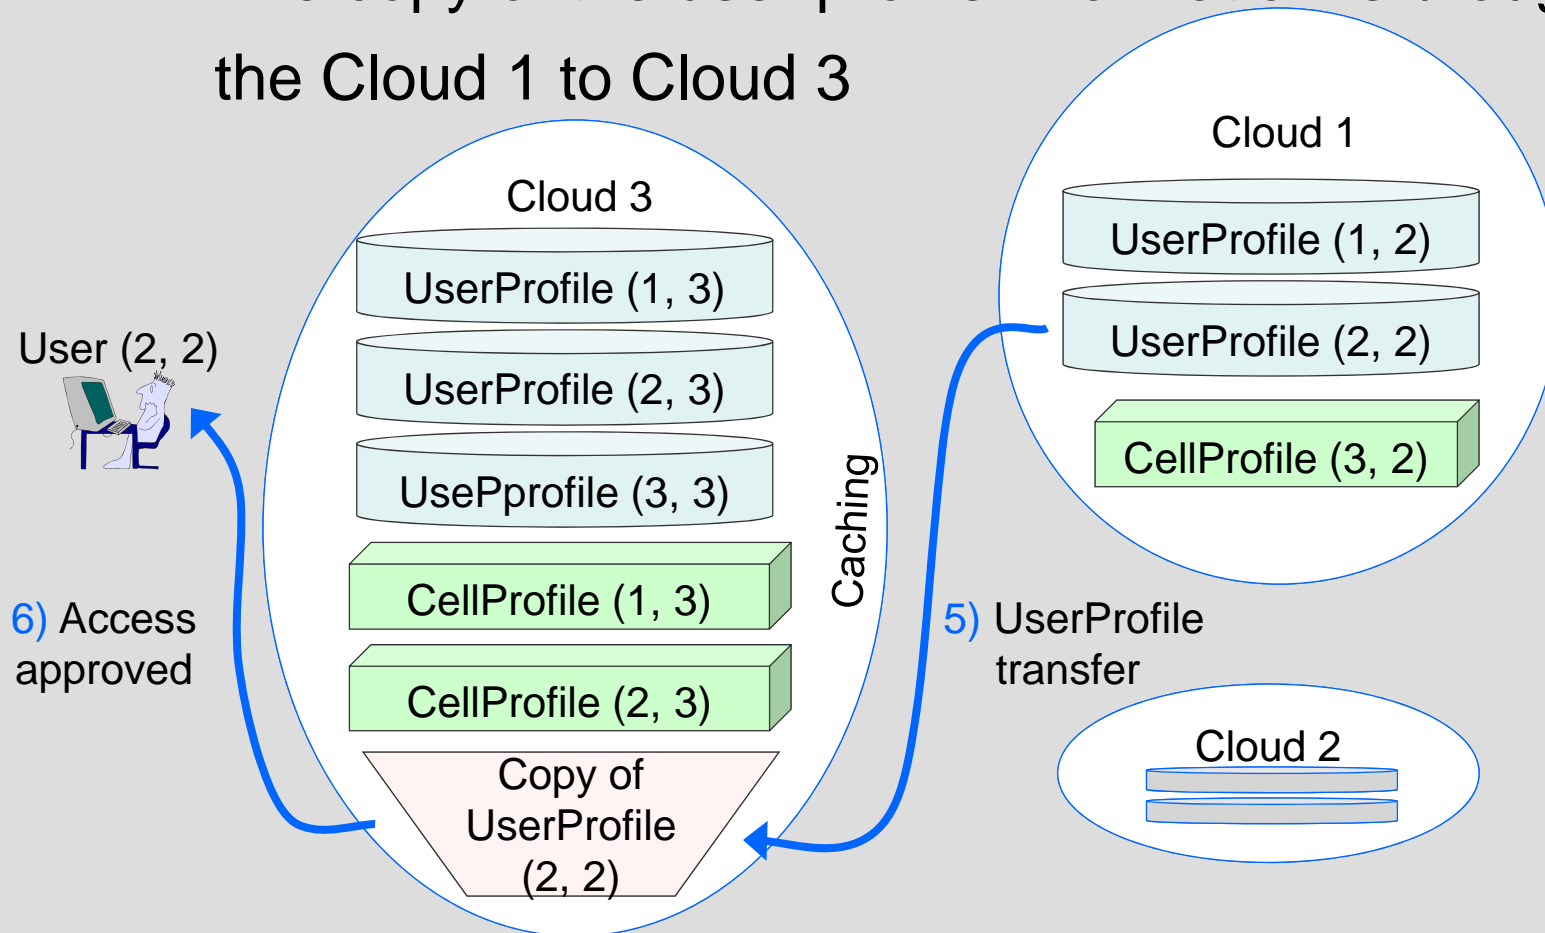 the Cloud 1 to Cloud 3
Cloud 3
UserProfile (1, 3)
UserProfile (2, 3)
UsePprofile (3, 3)
CellProfile (1, 3)
CellProfile (2, 3)
Copy of
UserProfile
(2, 2)
Caching
User (2, 2)
6) Access
approved
Cloud 1
UserProfile (1, 2)
UserProfile (2, 2)
CellProfile (3, 2)
5) UserProfile
transfer
Cloud 2